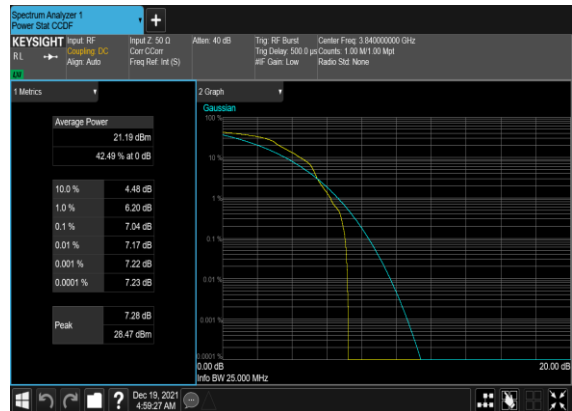 Spectrum Analyzer 1
Power Stat CCDF
KEYSIGHT
RL
Input: RF
Coupling: DC
Align: Auto
Input Z: 50 Ω
Corr CCorr
Freq Ref: Int (S)
Atten: 40 dB
Trig: RF Burst
Trig Delay: 500.0 µs
#IF Gain: Low
Center Freq: 3.840000000 GHz
Counts: 1.00 M/1.00 Mpt
Radio Std: None
1 Metrics
Average Power
21.19 dBm
42.49 % at 0 dB
10.0 % 4.48 dB
1.0 % 6.20 dB
0.1 % 7.04 dB
0.01 % 7.17 dB
0.001 % 7.22 dB
0.0001 % 7.23 dB
Peak
7.28 dB
28.47 dBm
2 Graph
Gaussian
100 %
10 %
1 %
0.1 %
0.01 %
0.001 %
0.0001 %
0.00 dB
20.00 dB
Info BW 25.000 MHz
?
Dec 19, 2021
4:59:27 AM